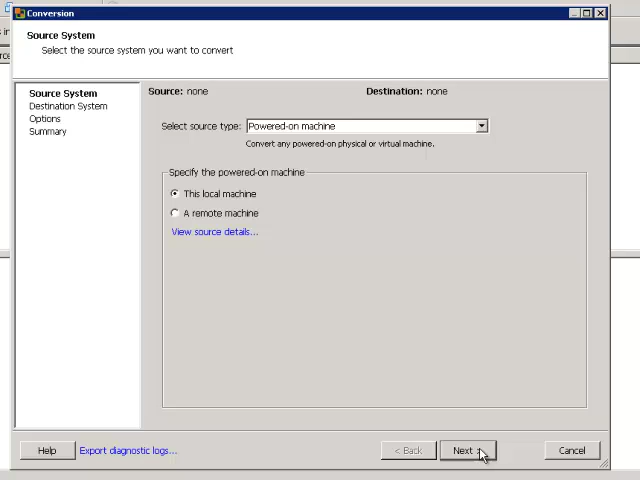 Conversion
Source System
Select the source system you want to convert
Source System
Destination System
Options
Summary
Source: none
Destination: none
Select source type: Powered-on machine
Convert any powered-on physical or virtual machine.
Specify the powered-on machine
This local machine
A remote machine
View source details...
Help
Export diagnostic logs...
< Back
Next >
Cancel